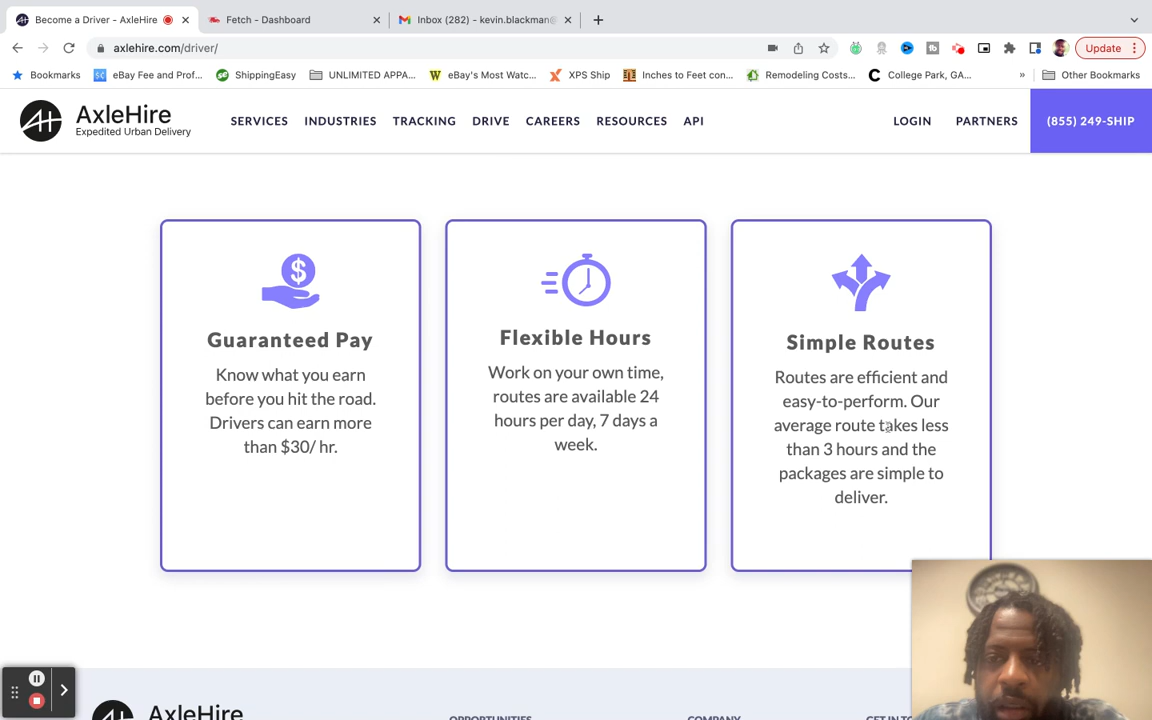 Become a Driver - AxleHire
Fetch - Dashboard
Inbox (282) - kevin.blackman@
axlehire.com/driver/
Update
Bookmarks
eBay Fee and Prof...
ShippingEasy
UNLIMITED APPA...
eBay's Most Watc...
XPS Ship
Inches to Feet con...
Remodeling Costs...
College Park, GA...
»
Other Bookmarks
AxleHire
Expedited Urban Delivery
SERVICES
INDUSTRIES
TRACKING
DRIVE
CAREERS
RESOURCES
API
LOGIN
PARTNERS
(855) 249-SHIP
Guaranteed Pay
Know what you earn
before you hit the road.
Drivers can earn more
than $30/ hr.
Flexible Hours
Work on your own time,
routes are available 24
hours per day, 7 days a
week.
Simple Routes
Routes are efficient and
easy-to-perform. Our
average route takes less
than 3 hours and the
packages are simple to
deliver.
AxleHire
OPPORTUNITIES
COMPANY
GET IN TO